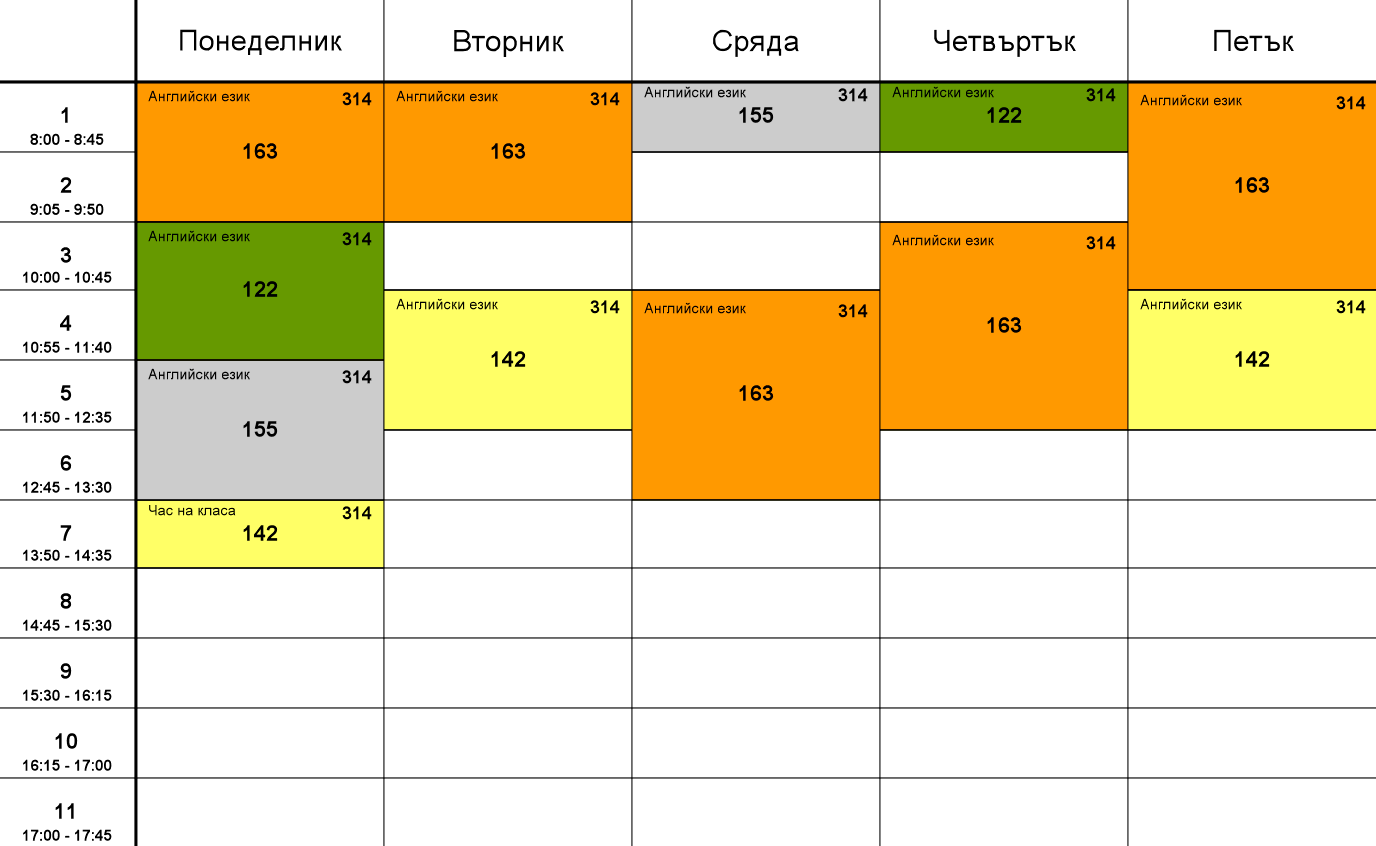 Понеделник Вторник Сряда Четвъртък Петък
1
8:00 - 8:45
Английски език 314
163
Английски език 314
163
Английски език 314
155
Английски език 314
122
Английски език 314
163
2
9:05 - 9:50
3
10:00 - 10:45
Английски език 314
122
Английски език 314
163
4
10:55 - 11:40
Английски език 314
142
Английски език 314
163
Английски език 314
142
5
11:50 - 12:35
Английски език 314
155
6
12:45 - 13:30
7
13:50 - 14:35
Час на класа 314
142
8
14:45 - 15:30
9
15:30 - 16:15
10
16:15 - 17:00
11
17:00 - 17:45